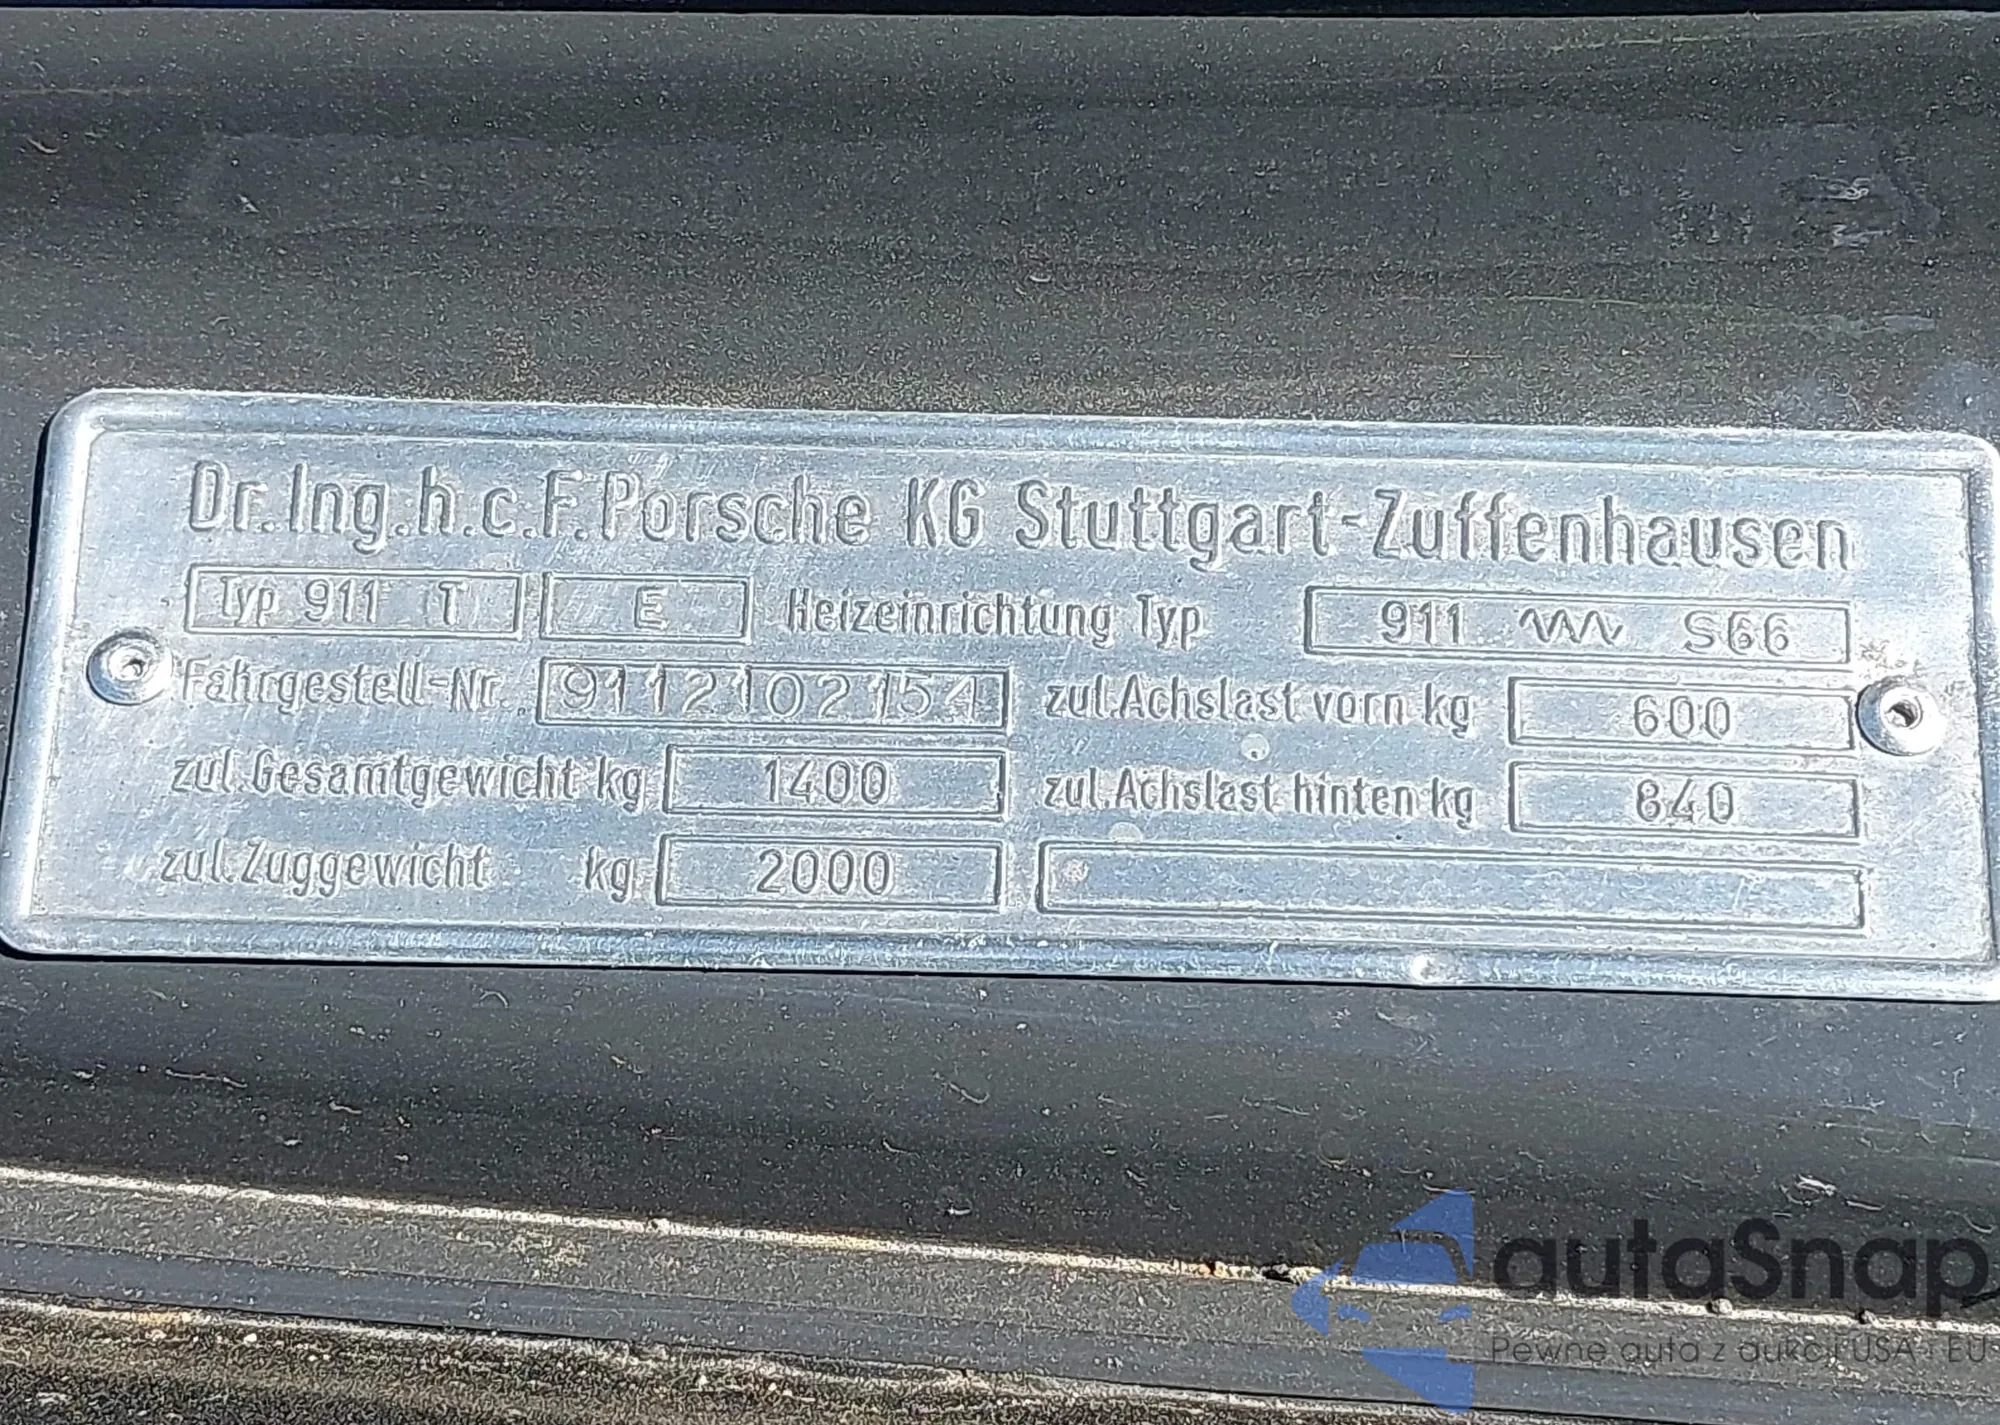 Dr. Ing. h. c. F. Porsche KG Stuttgart-Zuffenhausen
Typ 911 T E Heizeinrichtung Typ 911 S66
Fahrgestell-Nr. 9112102154 zul. Achslast vorn kg 600
zul. Gesamtgewicht kg 1400 zul. Achslast hinten kg 840
zul. Zuggewicht kg 2000
autaSnap
Pewne auta z aukcji USA i EU